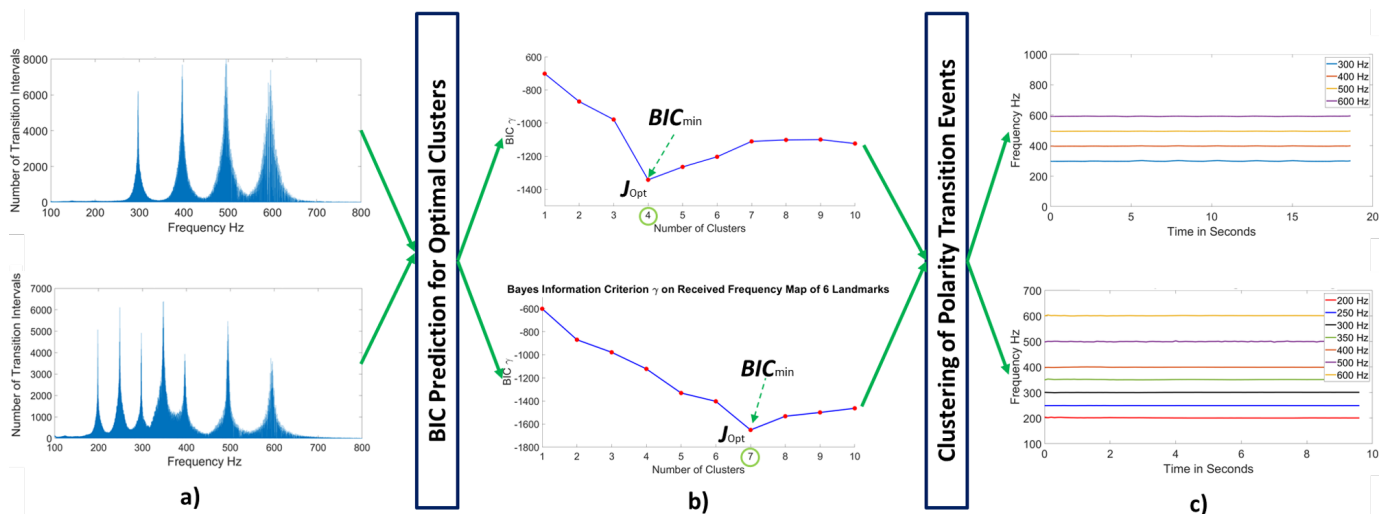 8000
6000
4000
2000
0
100 200 300 400 500 600 700 800
Number of Transition Intervals
Frequency Hz
7000
6000
5000
4000
3000
2000
1000
0
100 200 300 400 500 600 700 800
Number of Transition Intervals
Frequency Hz
a)
BIC Prediction for Optimal Clusters
600
-800
-1000
-1200
-1400
1 2 3 4 5 6 7 8 9 10
BIC γ
BICmin
JOpt
Number of Clusters
Bayes Information Criterion γ on Received Frequency Map of 6 Landmarks
-600
-800
-1000
-1200
-1400
-1600
-1800
1 2 3 4 5 6 7 8 9 10
BIC γ
BICmin
JOpt
Number of Clusters
b)
Clustering of Polarity Transition Events
1000
800
600
400
200
0
0 5 10 15 20
Frequency Hz
Time in Seconds
300 Hz
400 Hz
500 Hz
600 Hz
700
600
500
400
300
200
100
0 2 4 6 8 10
Frequency Hz
Time in Seconds
200 Hz
250 Hz
300 Hz
350 Hz
400 Hz
500 Hz
600 Hz
c)